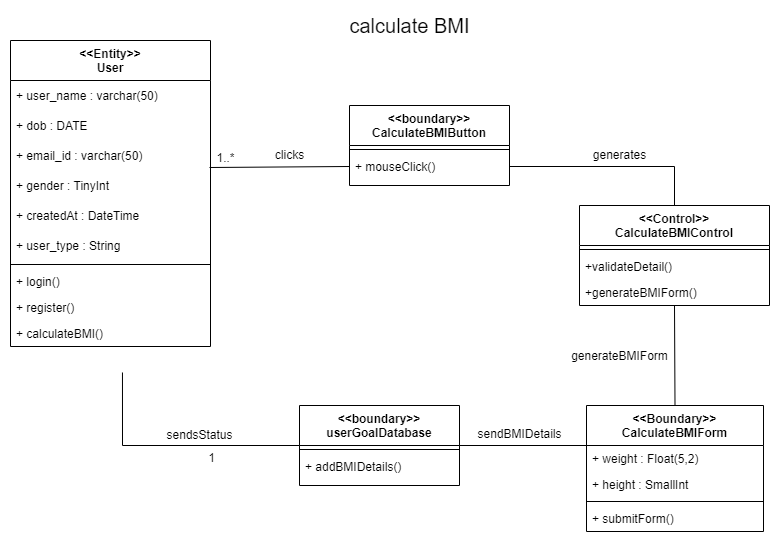 calculate BMI
<<Entity>>
User
+ user_name : varchar(50)
+ dob : DATE
+ email_id : varchar(50)
+ gender : TinyInt
+ createdAt : DateTime
+ user_type : String
+ login()
+ register()
+ calculateBMI()
1..*
clicks
<<boundary>>
CalculateBMIButton
+ mouseClick()
generates
<<Control>>
CalculateBMIControl
+validateDetail()
+generateBMIForm()
generateBMIForm
<<Boundary>>
CalculateBMIForm
+ weight : Float(5,2)
+ height : SmallInt
+ submitForm()
sendBMIDetails
<<boundary>>
userGoalDatabase
+ addBMIDetails()
sendsStatus
1